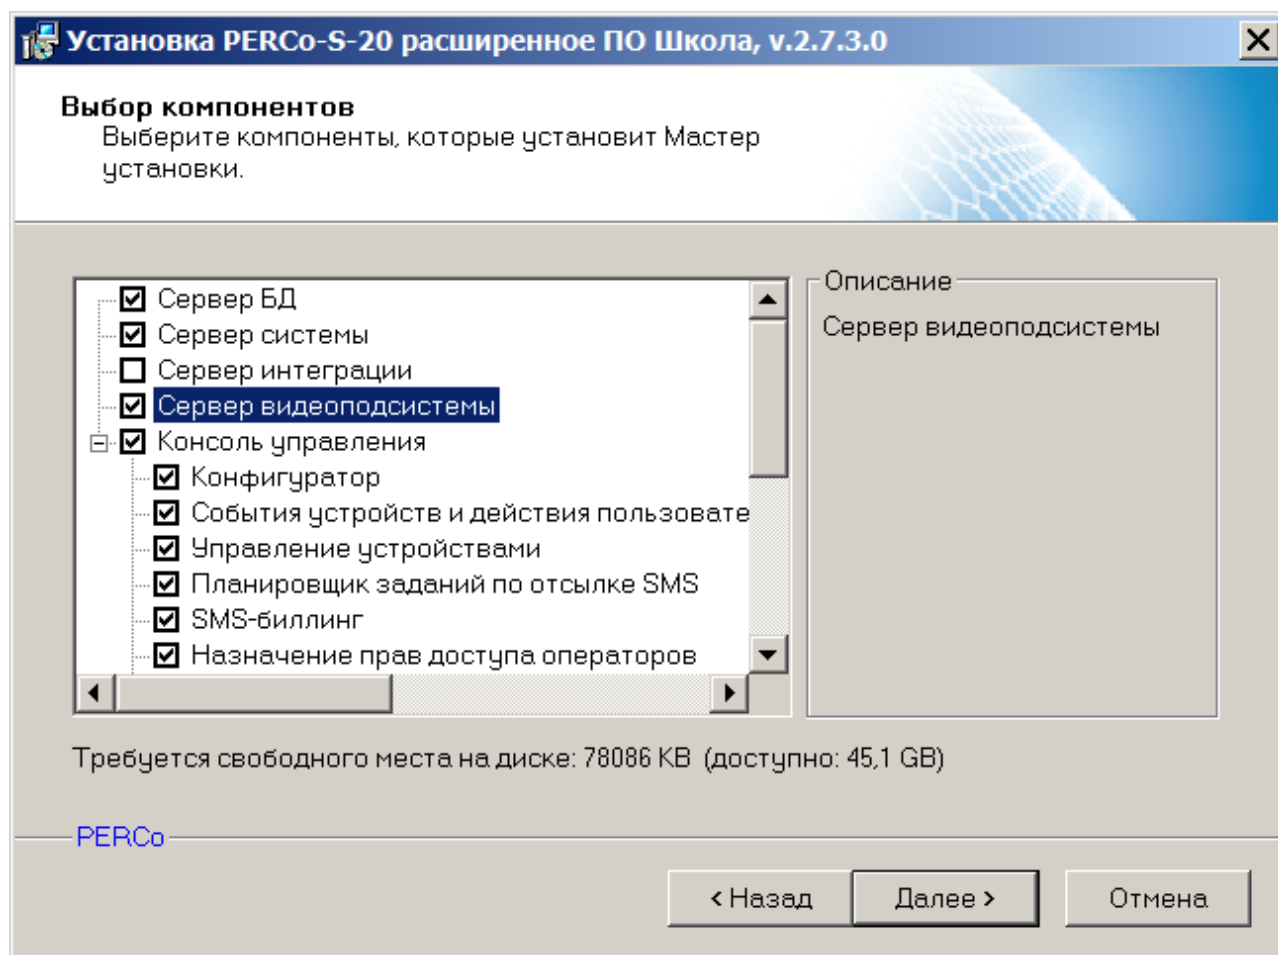 Установка PERCo-S-20 расширенное ПО Школа, v.2.7.3.0
Выбор компонентов
Выберите компоненты, которые установит Мастер
установки.
Сервер БД
Сервер системы
Сервер интеграции
Сервер видеоподсистемы
Консоль управления
Конфигуратор
События устройств и действия пользовате
Управление устройствами
Планировщик заданий по отсылке SMS
SMS-биллинг
Назначение прав доступа операторов
Описание
Сервер видеоподсистемы
Требуется свободного места на диске: 78086 KB (доступно: 45,1 GB)
PERCo
< Назад
Далее >
Отмена